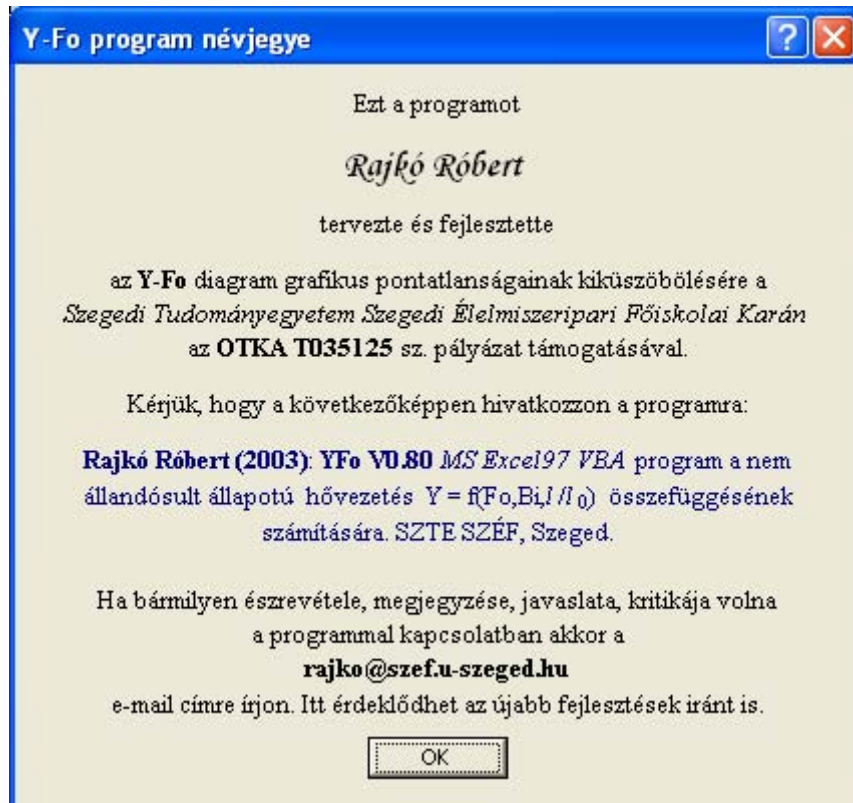 Y-Fo program névjegye
Ezt a programot
Rajkó Róbert
tervezte és fejlesztette
az Y-Fo diagram grafikus pontatlanságainak kiküszöbölésére a
Szegedi Tudományegyetem Szegedi Élelmiszeripari Főiskolai Karán
az OTKA T035125 sz. pályázat támogatásával.
Kérjük, hogy a következőképpen hivatkozzon a programra:
Rajkó Róbert (2003): YFo V0.80 MS Excel97 VBA program a nem
állandósult állapotú hővezetés Y = f(Fo,Bi,l/l0) összefüggésének
számítására. SZTE SZÉF, Szeged.
Ha bármilyen észrevétele, megjegyzése, javaslata, kritikája volna
a programmal kapcsolatban akkor a
rajko@szef.u-szeged.hu
e-mail címre írjon. Itt érdeklődhet az újabb fejlesztések iránt is.
OK